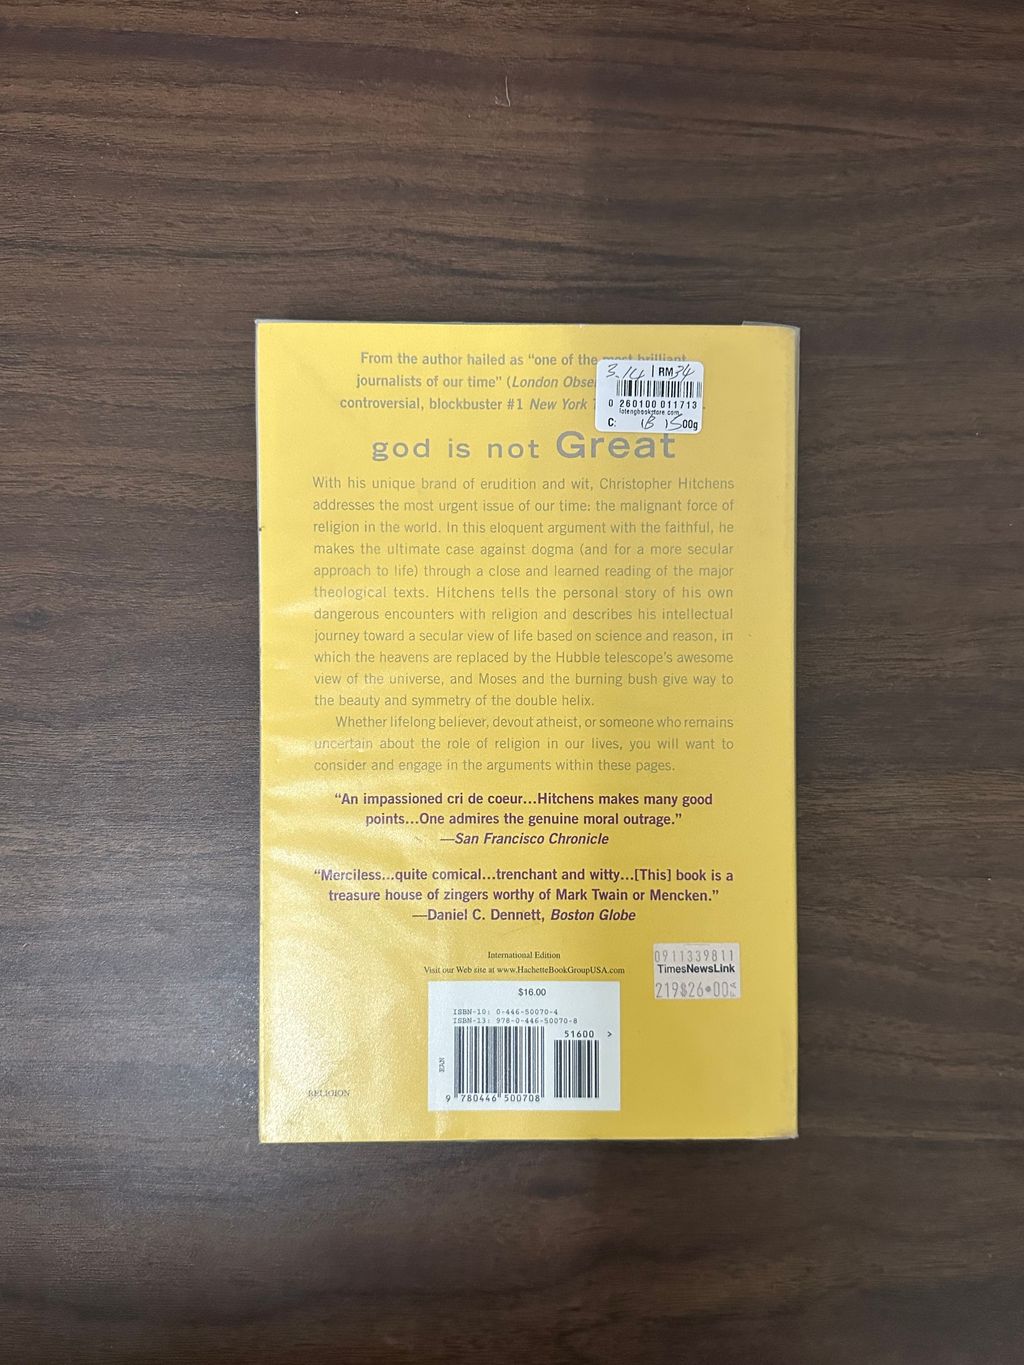 From the author hailed as “one of the most brilliant
journalists of our time” (London Obse
controversial, blockbuster #1 New York
RM34
0 260100 011713
lotengbookstore.com
C:
00g
god is not Great
With his unique brand of erudition and wit, Christopher Hitchens
addresses the most urgent issue of our time: the malignant force of
religion in the world. In this eloquent argument with the faithful, he
makes the ultimate case against dogma (and for a more secular
approach to life) through a close and learned reading of the major
theological texts. Hitchens tells the personal story of his own
dangerous encounters with religion and describes his intellectual
journey toward a secular view of life based on science and reason, in
which the heavens are replaced by the Hubble telescope’s awesome
view of the universe, and Moses and the burning bush give way to
the beauty and symmetry of the double helix.
Whether lifelong believer, devout atheist, or someone who remains
uncertain about the role of religion in our lives, you will want to
consider and engage in the arguments within these pages.
“An impassioned cri de coeur...Hitchens makes many good
points...One admires the genuine moral outrage.”
—San Francisco Chronicle
“Merciless...quite comical...trenchant and witty...[This] book is a
treasure house of zingers worthy of Mark Twain or Mencken.”
—Daniel C. Dennett, Boston Globe
International Edition
Visit our Web site at www.HachetteBookGroupUSA.com
0911339811
TimesNewsLink
219$26.00
$16.00
ISBN-10: 0-446-50070-4
ISBN-13: 978-0-446-50070-8
51600 >
EAN
9 780446 500708
RELIGION